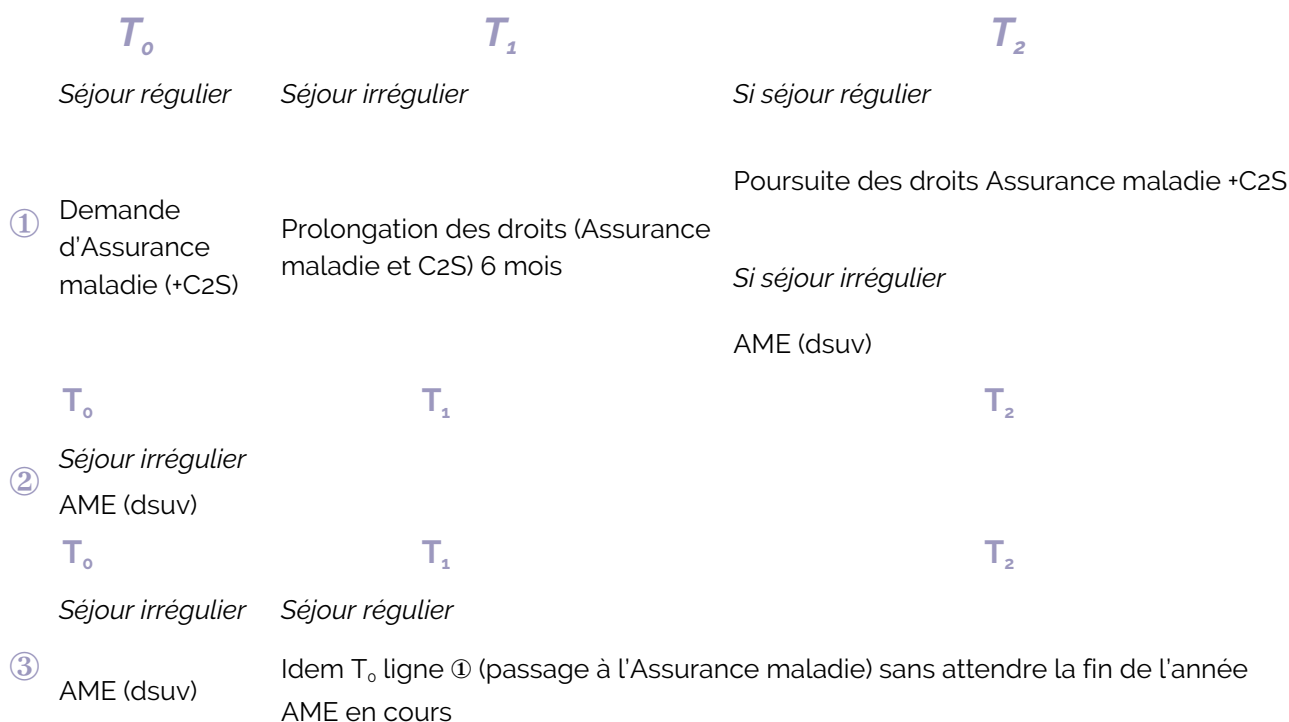 T₀ T₁ T₂
Séjour régulier Séjour irrégulier Si séjour régulier
① Demande d'Assurance maladie (+C2S)
Prolongation des droits (Assurance
maladie et C2S) 6 mois
Poursuite des droits Assurance maladie +C2S
Si séjour irrégulier
AME (dsuv)
T₀ T₁ T₂
②
Séjour irrégulier
AME (dsuv)
T₀ T₁ T₂
Séjour irrégulier Séjour régulier
③
AME (dsuv)
Idem T₀ ligne ① (passage à l'Assurance maladie) sans attendre la fin de l'année
AME en cours